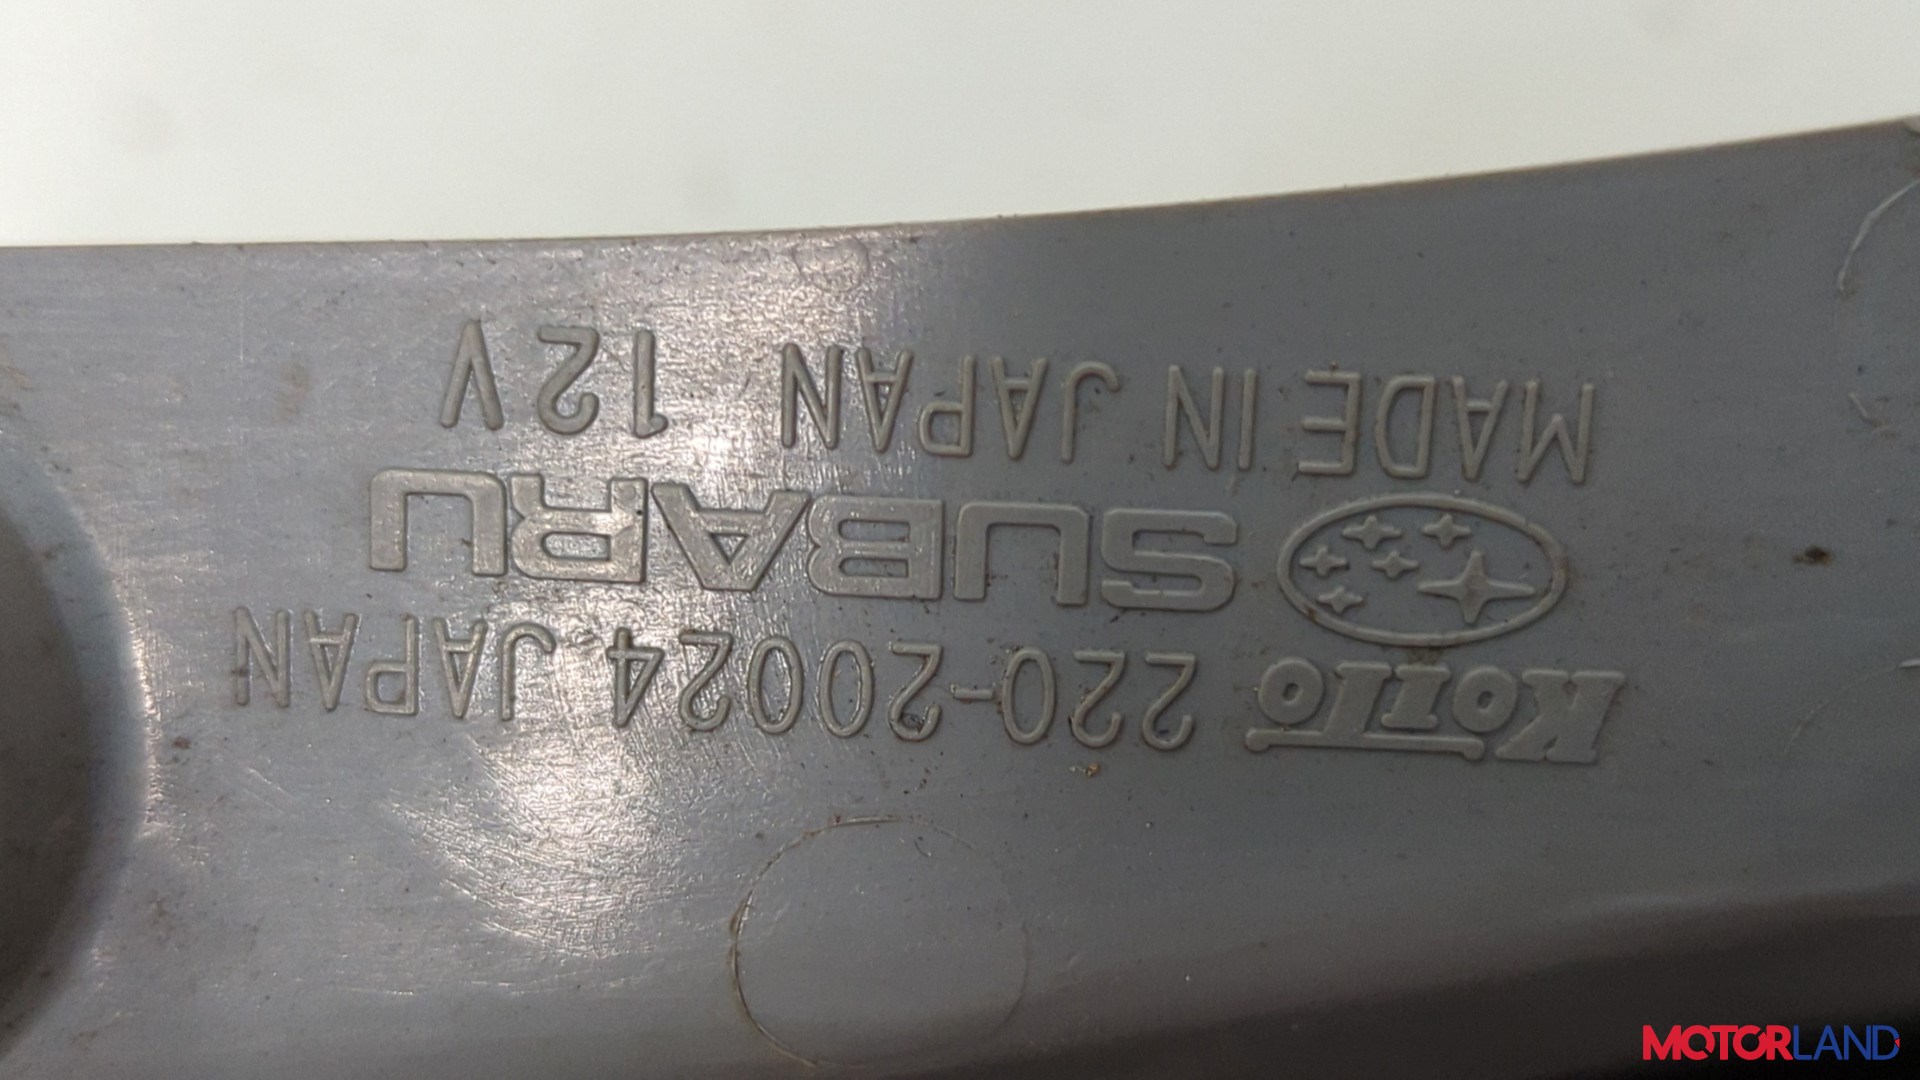 KOITO 220-20024 JAPAN
SUBARU
MADE IN JAPAN 12V
MOTORLAND